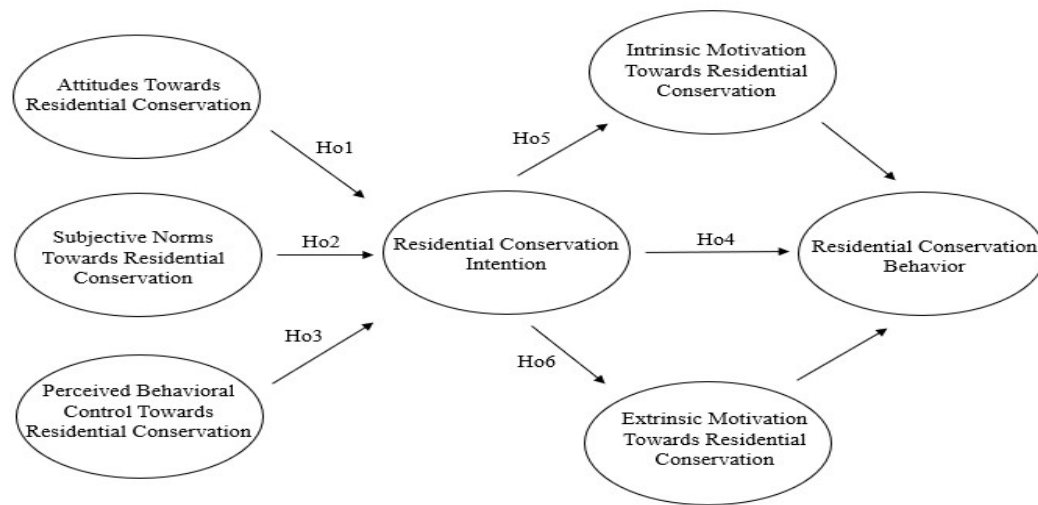 Attitudes Towards
Residential Conservation
Ho1
Subjective Norms
Towards Residential
Conservation
Ho2
Perceived Behavioral
Control Towards
Residential Conservation
Ho3
Residential Conservation
Intention
Ho5
Intrinsic Motivation
Towards Residential
Conservation
Ho4
Ho6
Extrinsic Motivation
Towards Residential
Conservation
Residential Conservation
Behavior